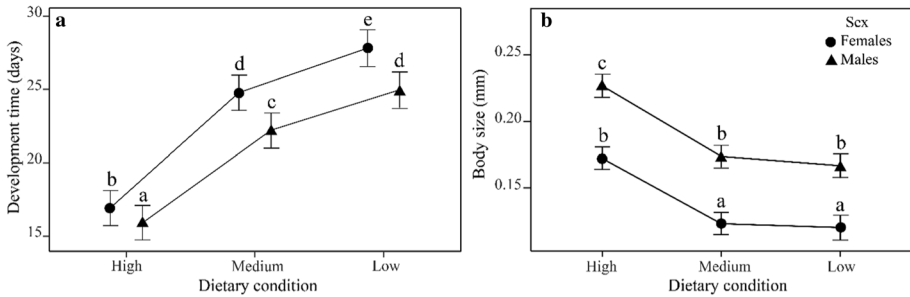 a
30
25
20
15
Development time (days)
b
a
d
c
e
d
High
Medium
Low
Dietary condition
b
0.25
0.20
0.15
Body size (mm)
Sex
Females
Males
c
b
b
b
a
a
High
Medium
Low
Dietary condition